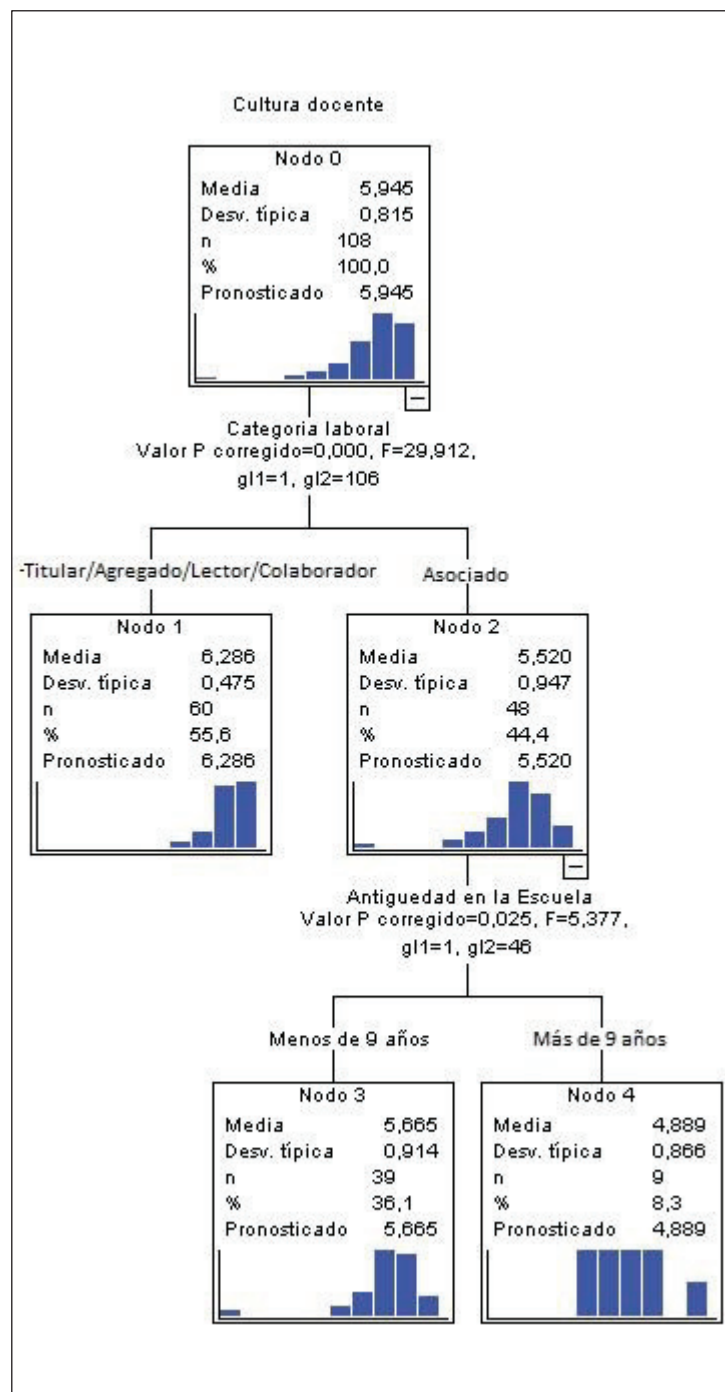 Cultura docente
Nodo 0
Media 5,945
Desv. típica 0,815
n 108
% 100,0
Pronosticado 5,945
Categoria laboral
Valor P corregido=0,000, F=29,912,
gl1=1, gl2=106
-Titular/Agregado/Lector/Colaborador
Asociado
Nodo 1
Media 6,286
Desv. típica 0,475
n 60
% 55,6
Pronosticado 6,286
Nodo 2
Media 5,520
Desv. típica 0,947
n 48
% 44,4
Pronosticado 5,520
Antiguedad en la Escuela
Valor P corregido=0,025, F=5,377,
gl1=1, gl2=46
Menos de 9 años
Más de 9 años
Nodo 3
Media 5,665
Desv. típica 0,914
n 39
% 36,1
Pronosticado 5,665
Nodo 4
Media 4,889
Desv. típica 0,866
n 9
% 8,3
Pronosticado 4,889